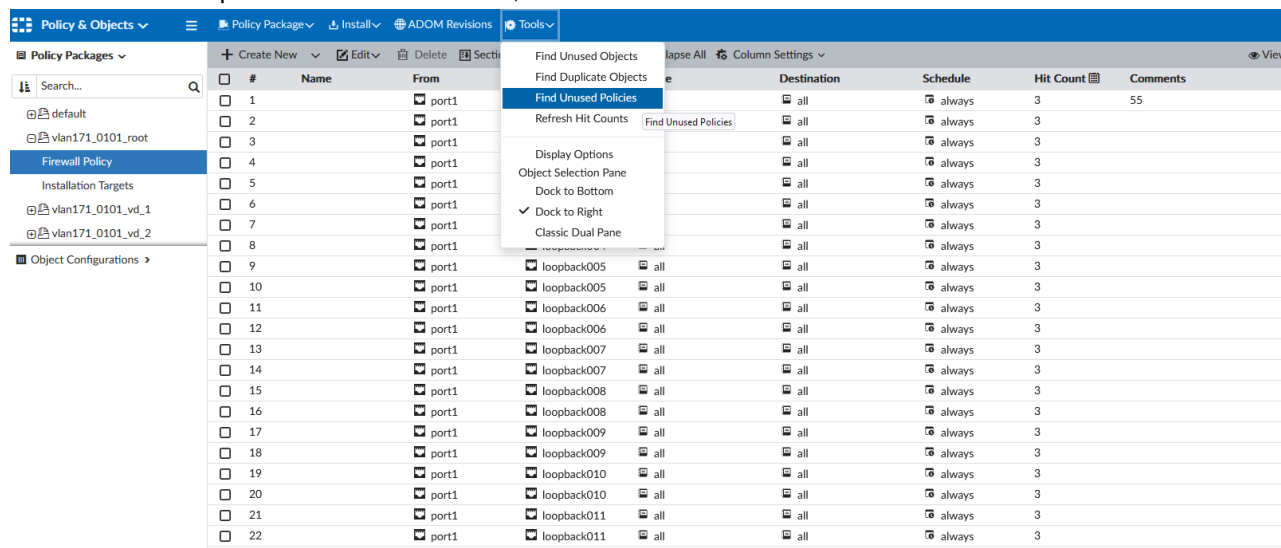 Policy & Objects Policy Package Install ADOM Revisions Tools
Policy Packages Create New Edit Delete Secti lapse All Column Settings View
Search...
# Name From e Destination Schedule Hit Count Comments
Find Unused Objects
Find Duplicate Objects
Find Unused Policies
Refresh Hit Counts
Find Unused Policies
Display Options
Object Selection Pane
Dock to Bottom
Dock to Right
Classic Dual Pane
default
vlan171_0101_root
Firewall Policy
Installation Targets
vlan171_0101_vd_1
vlan171_0101_vd_2
Object Configurations
1 port1 all always 3 55
2 port1 all always 3
3 port1 all always 3
4 port1 all always 3
5 port1 all always 3
6 port1 all always 3
7 port1 all always 3
8 port1 all always 3
9 port1 loopback005 all all always 3
10 port1 loopback005 all all always 3
11 port1 loopback006 all all always 3
12 port1 loopback006 all all always 3
13 port1 loopback007 all all always 3
14 port1 loopback007 all all always 3
15 port1 loopback008 all all always 3
16 port1 loopback008 all all always 3
17 port1 loopback009 all all always 3
18 port1 loopback009 all all always 3
19 port1 loopback010 all all always 3
20 port1 loopback010 all all always 3
21 port1 loopback011 all all always 3
22 port1 loopback011 all all always 3